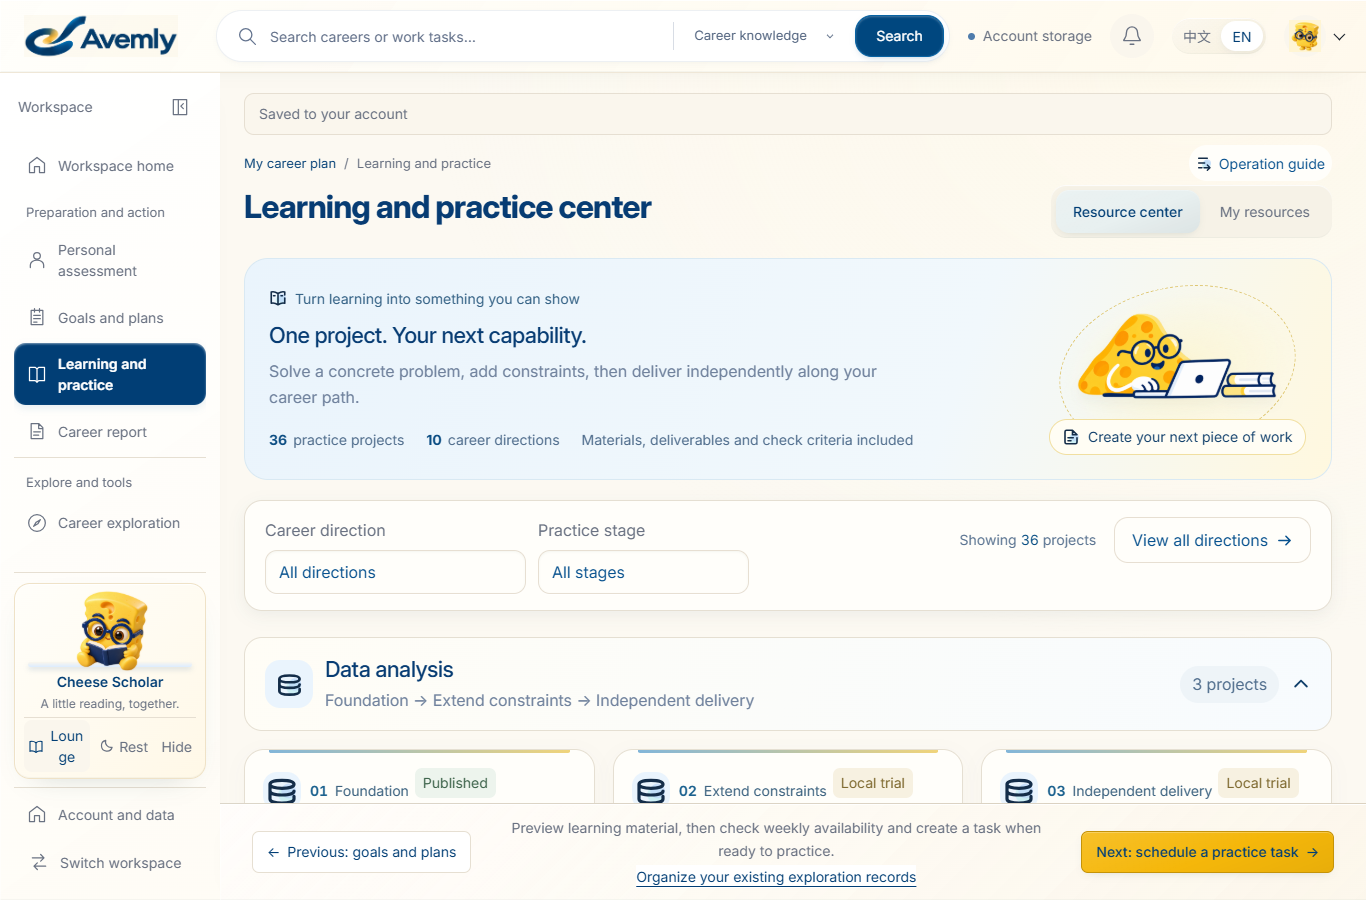 Avemly
Search careers or work tasks...
Career knowledge
Search
Account storage
中文
EN
Workspace
Workspace home
Preparation and action
Personal
assessment
Goals and plans
Learning and
practice
Career report
Explore and tools
Career exploration
Cheese Scholar
A little reading, together.
Loun
ge
Rest
Hide
Account and data
Switch workspace
Saved to your account
My career plan / Learning and practice
Operation guide
Learning and practice center
Resource center
My resources
Turn learning into something you can show
One project. Your next capability.
Solve a concrete problem, add constraints, then deliver independently along your
career path.
36 practice projects
10 career directions
Materials, deliverables and check criteria included
Create your next piece of work
Career direction
All directions
Practice stage
All stages
Showing 36 projects
View all directions →
Data analysis
Foundation → Extend constraints → Independent delivery
3 projects
01 Foundation
Published
02 Extend constraints
Local trial
03 Independent delivery
Local trial
← Previous: goals and plans
Preview learning material, then check weekly availability and create a task when
ready to practice.
Organize your existing exploration records
Next: schedule a practice task →